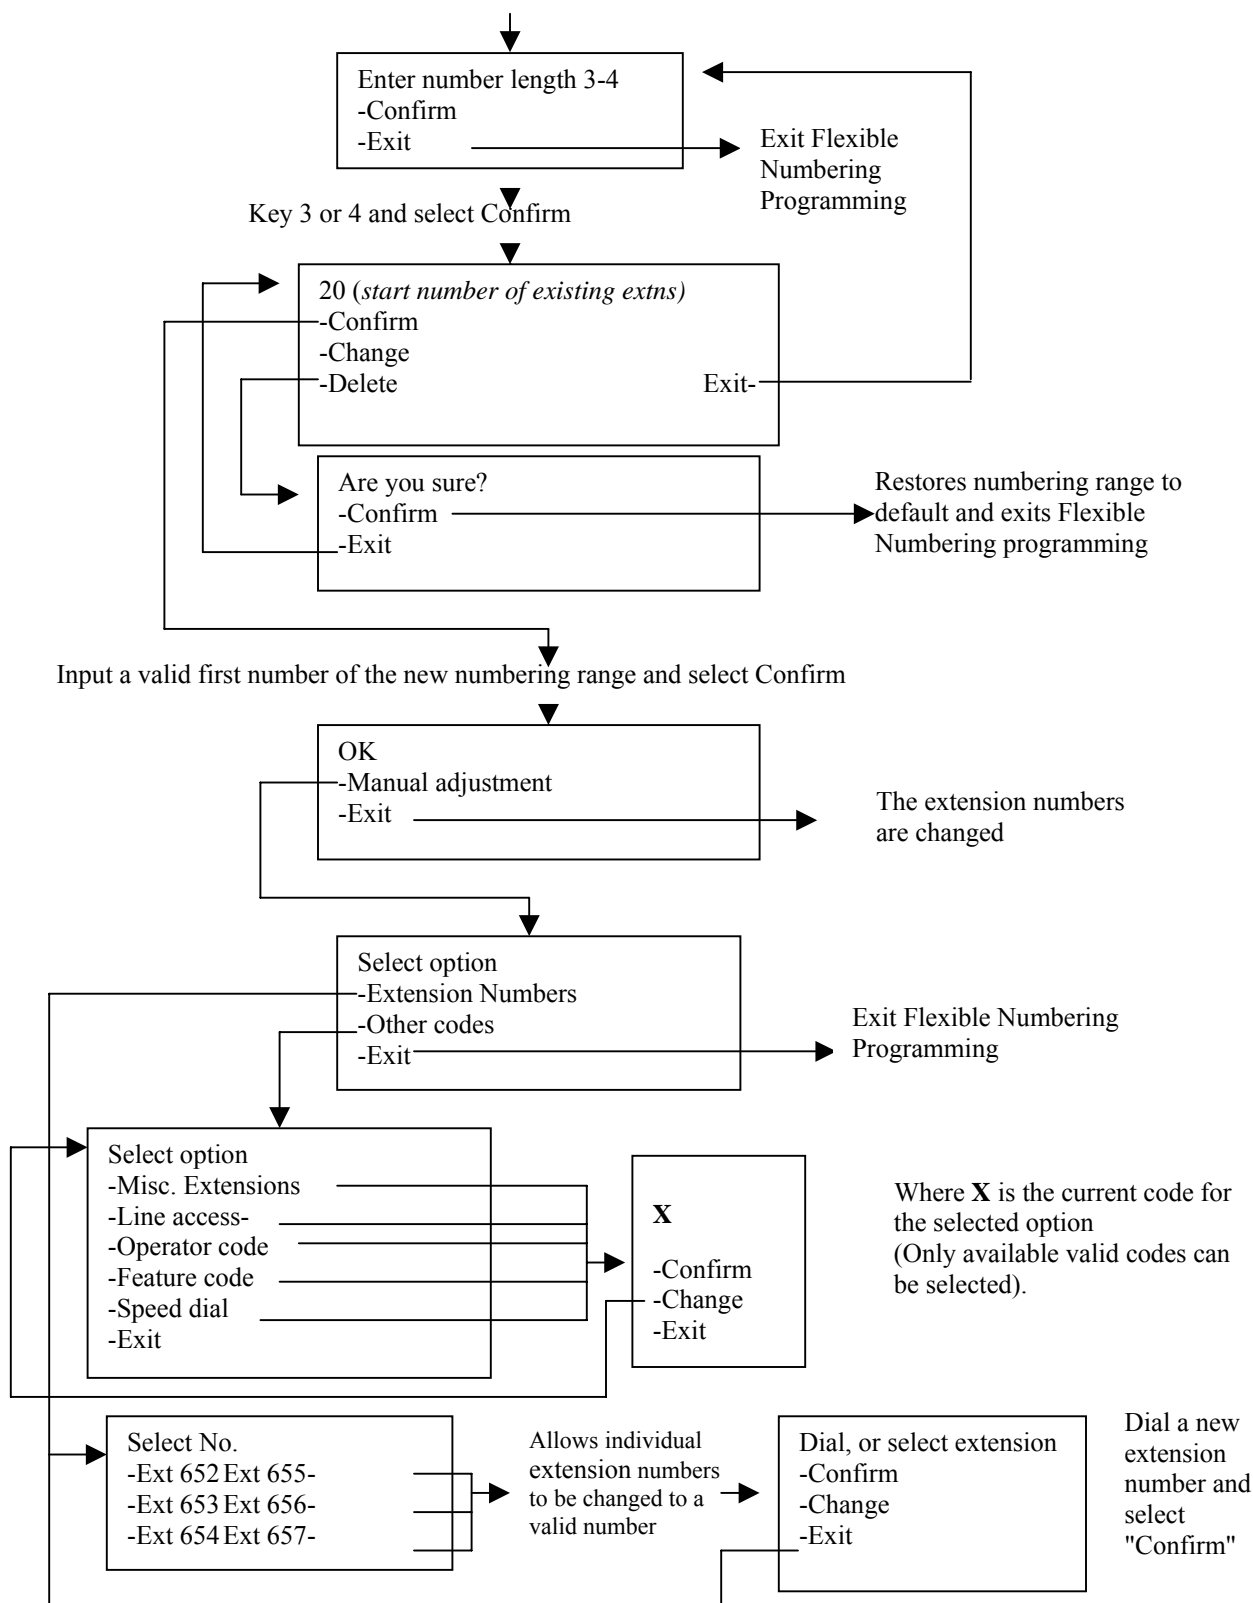 Enter number length 3-4
-Confirm
-Exit
Exit Flexible
Numbering
Programming
Key 3 or 4 and select Confirm
20 (start number of existing extns)
-Confirm
-Change
-Delete Exit-
Are you sure?
-Confirm
-Exit
Restores numbering range to
default and exits Flexible
Numbering programming
Input a valid first number of the new numbering range and select Confirm
OK
-Manual adjustment
-Exit
The extension numbers
are changed
Select option
-Extension Numbers
-Other codes
-Exit
Exit Flexible Numbering
Programming
Select option
-Misc. Extensions
-Line access-
-Operator code
-Feature code
-Speed dial
-Exit
X
-Confirm
-Change
-Exit
Where X is the current code for
the selected option
(Only available valid codes can
be selected).
Select No.
-Ext 652 Ext 655-
-Ext 653 Ext 656-
-Ext 654 Ext 657-
Allows individual
extension numbers
to be changed to a
valid number
Dial, or select extension
-Confirm
-Change
-Exit
Dial a new
extension
number and
select
"Confirm"